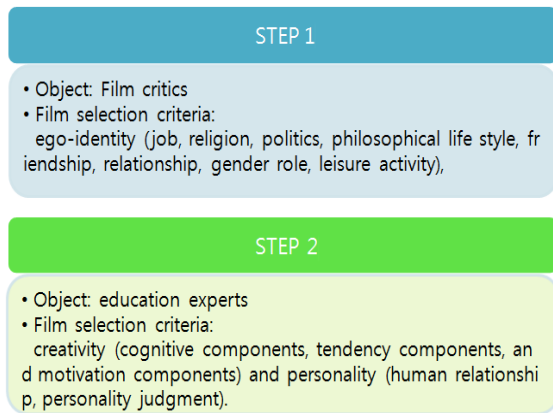 STEP 1
• Object: Film critics
• Film selection criteria:
ego-identity (job, religion, politics, philosophical life style, fr
iendship, relationship, gender role, leisure activity),
STEP 2
• Object: education experts
• Film selection criteria:
creativity (cognitive components, tendency components, an
d motivation components) and personality (human relationshi
p, personality judgment).